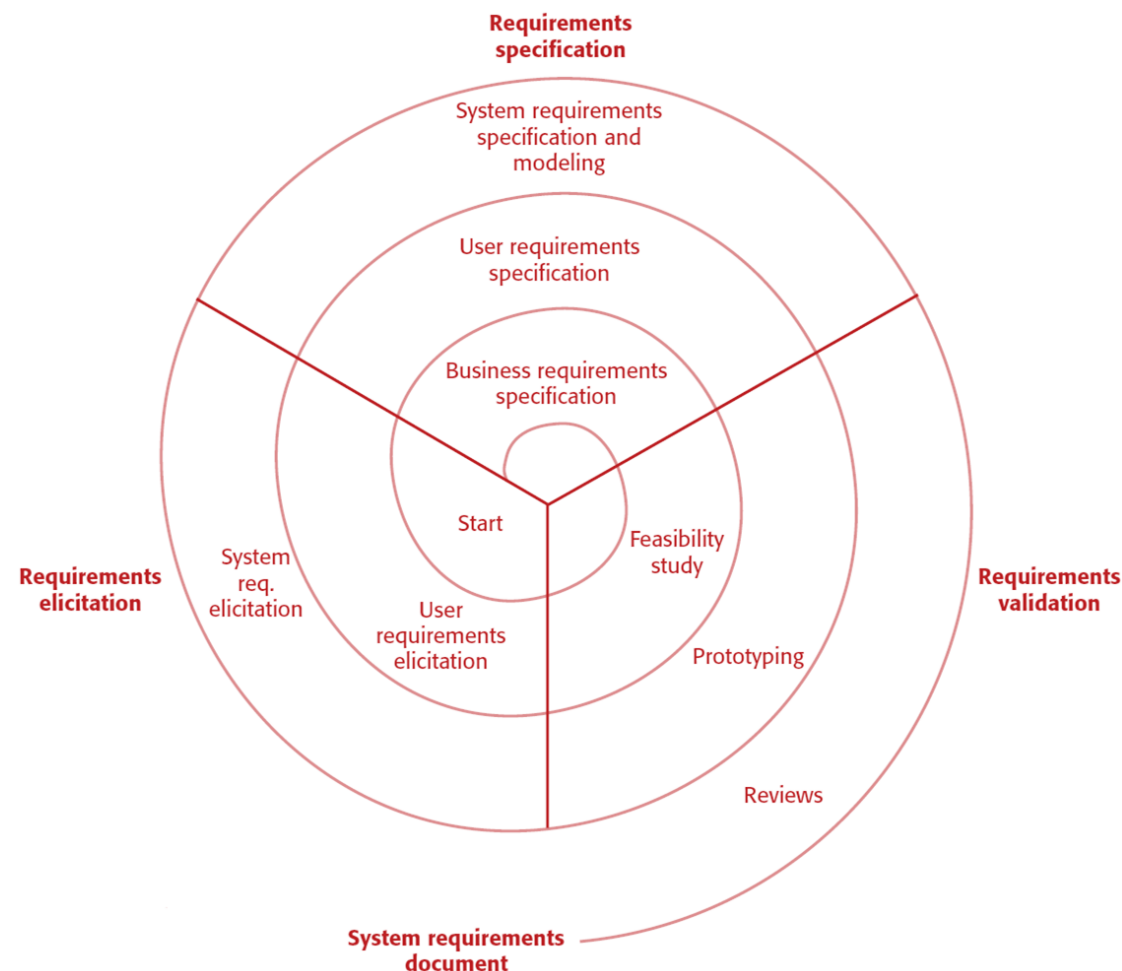 Requirements
specification
System requirements
specification and
modeling
User requirements
specification
Business requirements
specification
Start
Feasibility
study
System
req.
elicitation
Requirements
elicitation
Requirements
validation
User
requirements
elicitation
Prototyping
Reviews
System requirements
document